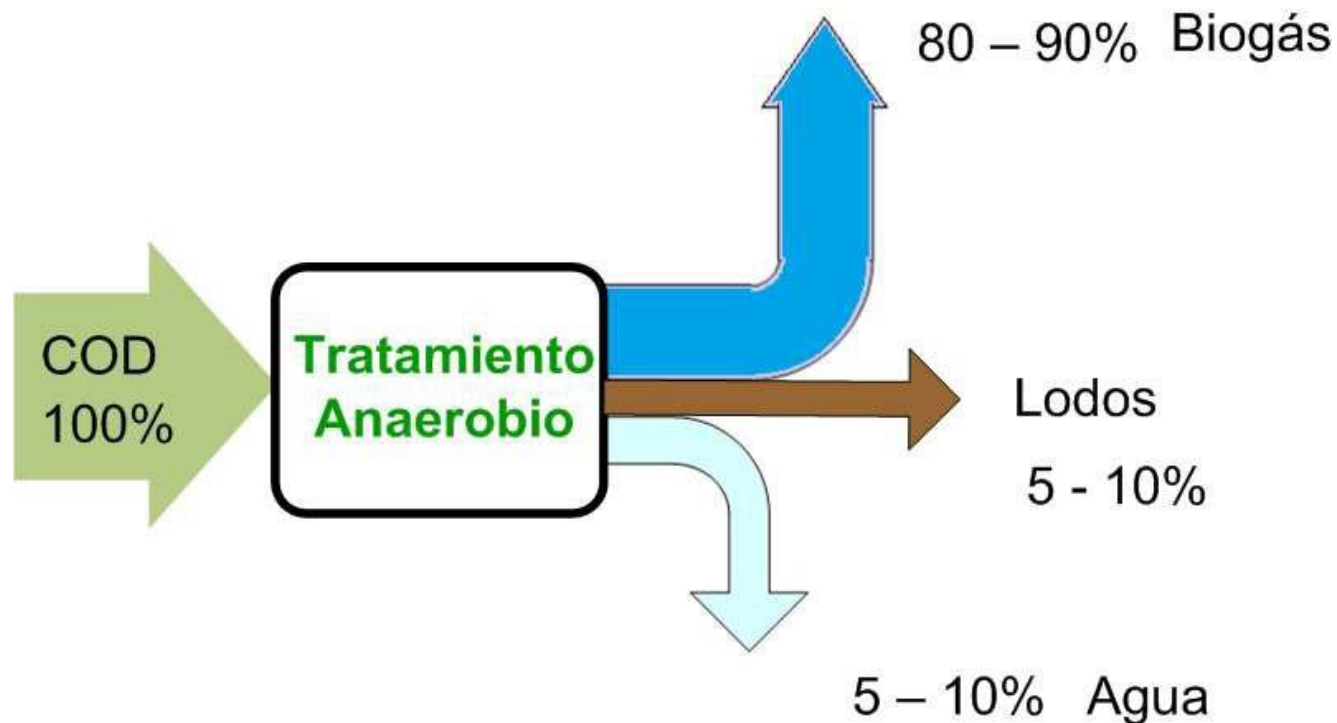 80 – 90% Biogás
COD
100%
Tratamiento
Anaerobio
Lodos
5 - 10%
5 – 10% Agua